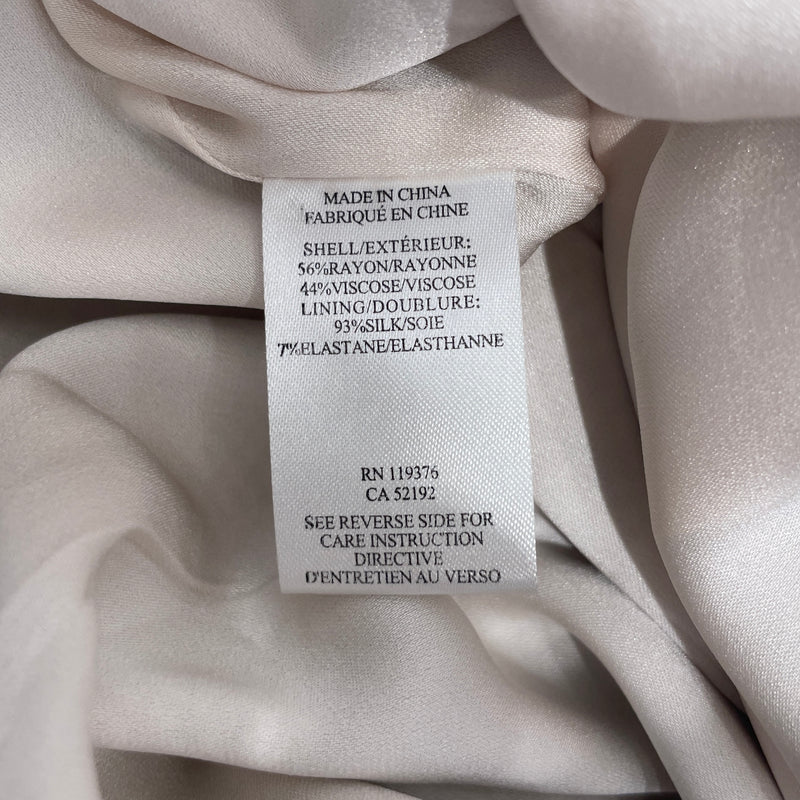 MADE IN CHINA
FABRIQUÉ EN CHINE
SHELL/EXTÉRIEUR:
56%RAYON/RAYONNE
44%VISCOSE/VISCOSE
LINING/DOUBLURE:
93%SILK/SOIE
7%ELASTANE/ELASTHANNE
RN 119376
CA 52192
SEE REVERSE SIDE FOR
CARE INSTRUCTION
DIRECTIVE
D'ENTRETIEN AU VERSO